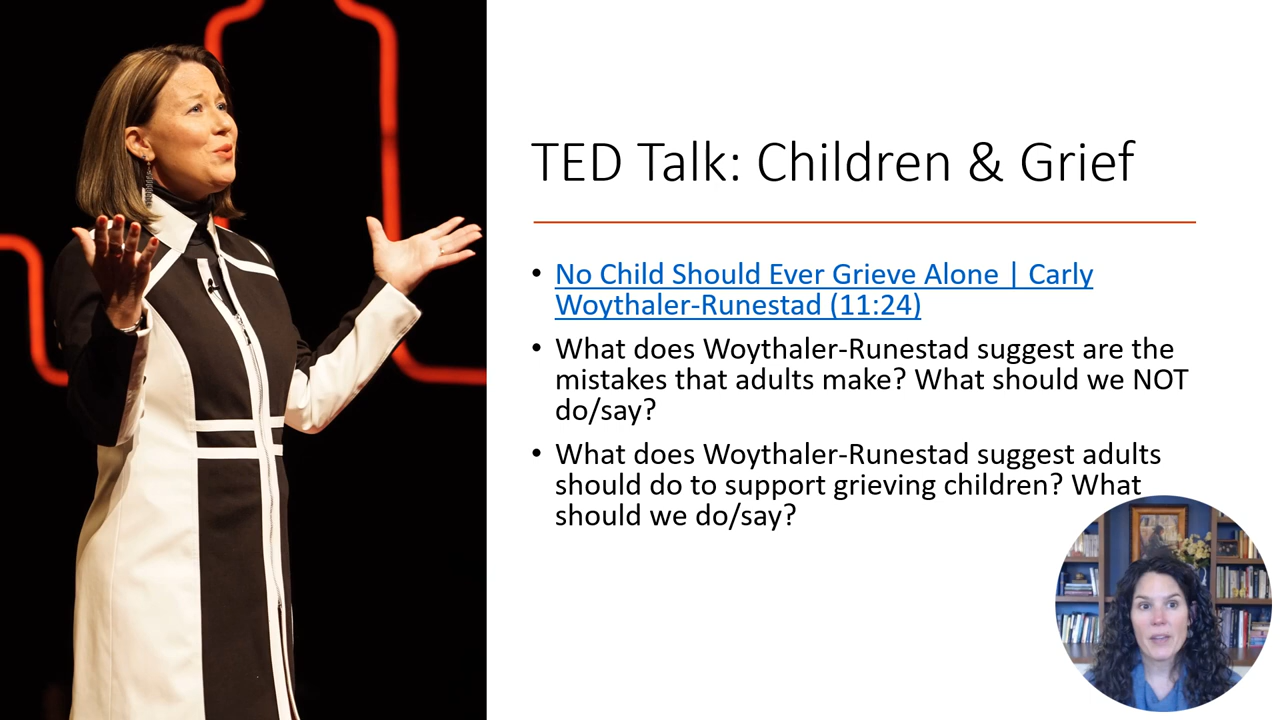 TED Talk: Children & Grief
• No Child Should Ever Grieve Alone | Carly
Woythaler-Runestad (11:24)
• What does Woythaler-Runestad suggest are the
mistakes that adults make? What should we NOT
do/say?
• What does Woythaler-Runestad suggest adults
should do to support grieving children? What
should we do/say?